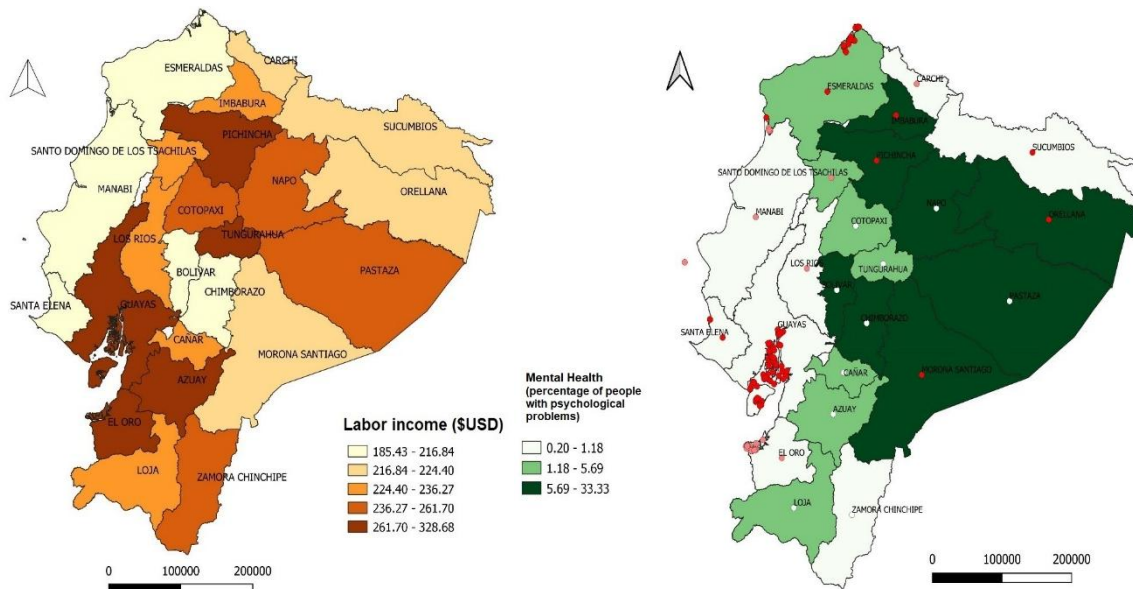 ESMERALDAS
CARCHI
IMBABURA
SUCUMBIOS
PICHINCHA
SANTO DOMINGO DE LOS TSACHILAS
NAPO
ORELLANA
MANABI
COTOPAXI
LOS RIOS
TUNGURAHUA
PASTAZA
BOLIVAR
CHIMBORAZO
SANTA ELENA
GUAYAS
CAÑAR
MORONA SANTIAGO
AZUAY
EL ORO
LOJA
ZAMORA CHINCHIPE
Labor income ($USD)
185.43 - 216.84
216.84 - 224.40
224.40 - 236.27
236.27 - 261.70
261.70 - 328.68
0 100000 200000
CARCHI
ESMERALDAS
IMBABURA
SUCUMBIOS
PICHINCHA
SANTO DOMINGO DE LOS TSACHILAS
NAPO
ORELLANA
MANABI
COTOPAXI
LOS RIOS
TUNGURAHUA
BOLIVAR
PASTAZA
CHIMBORAZO
SANTA ELENA
GUAYAS
CAÑAR
MORONA SANTIAGO
AZUAY
EL ORO
LOJA
ZAMORA CHINCHIPE
Mental Health
(percentage of people
with psychological
problems)
0.20 - 1.18
1.18 - 5.69
5.69 - 33.33
0 100000 200000